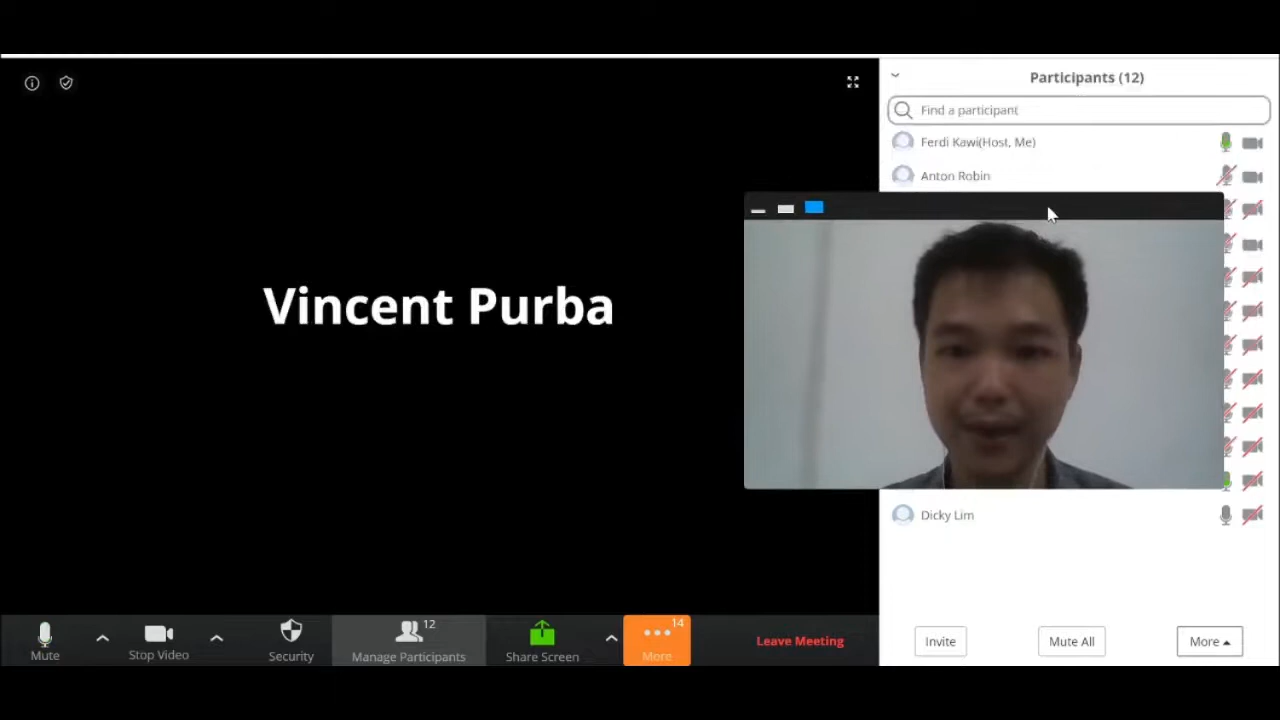 Participants (12)
Find a participant
Ferdi Kawi(Host, Me)
Anton Robin
Vincent Purba
Dicky Lim
Mute
Stop Video
Security
12
Manage Participants
Share Screen
14
More
Leave Meeting
Invite
Mute All
More